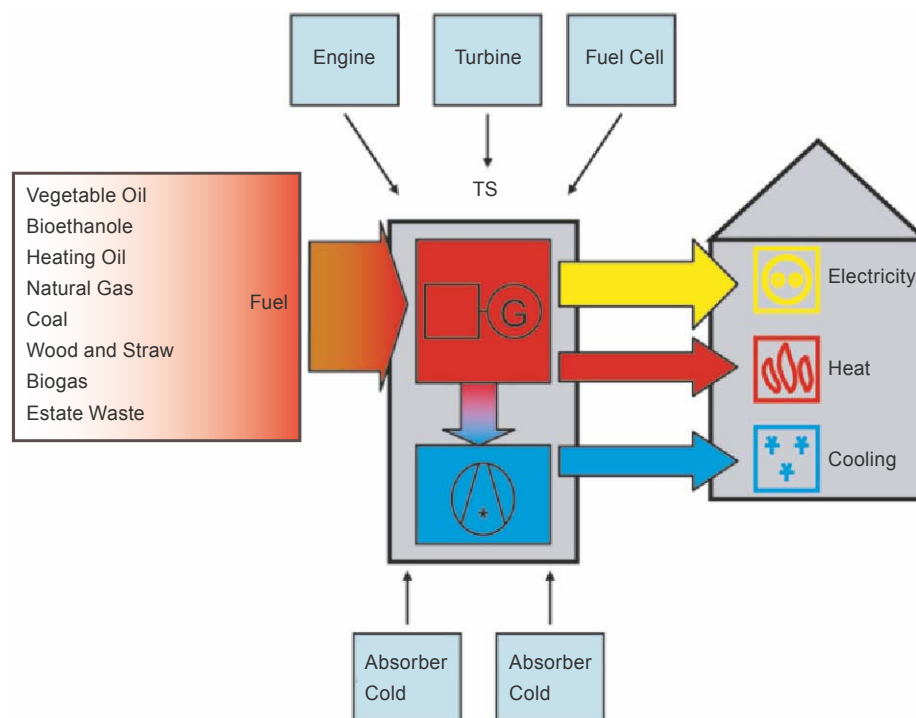 Engine
Turbine
Fuel Cell
TS
Vegetable Oil
Bioethanole
Heating Oil
Natural Gas
Coal
Wood and Straw
Biogas
Estate Waste
Fuel
G
Electricity
Heat
Cooling
*
Absorber
Cold
Absorber
Cold